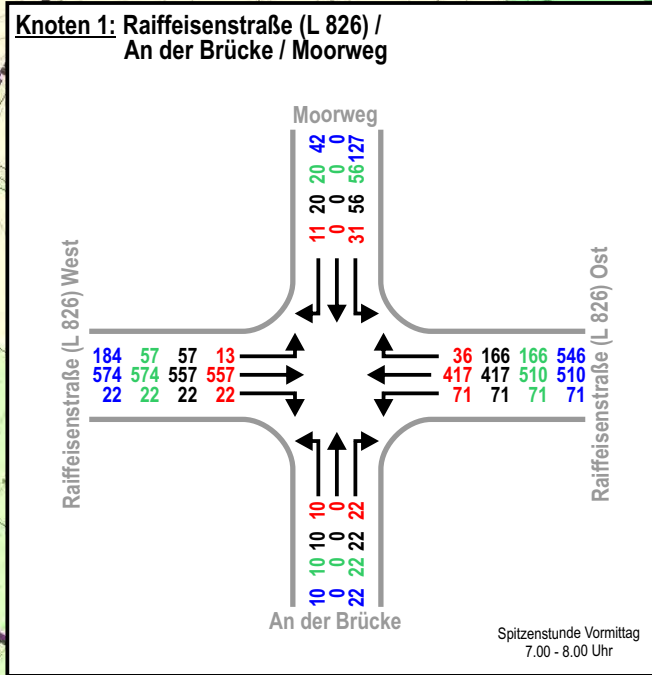 Knoten 1: Raiffeisenstraße (L 826) /
An der Brücke / Moorweg
Moorweg
42 0 127
20 0 56
20 0 56
11 0 31
Raiffeisenstraße (L 826) West
184 57 57 13
574 574 557 557
22 22 22 22
36 166 166 546
417 417 510 510
71 71 71 71
Raiffeisenstraße (L 826) Ost
10 0 22
10 0 22
10 0 22
10 0 22
An der Brücke
Spitzenstunde Vormittag
7.00 - 8.00 Uhr